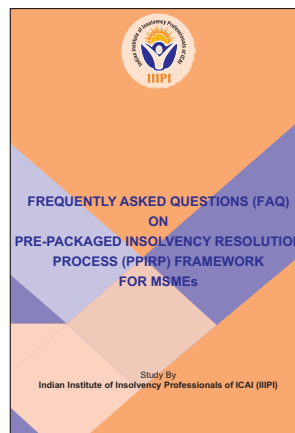 Indian Institute of Insolvency Professionals of ICAI
IIIPI
FREQUENTLY ASKED QUESTIONS (FAQ)
ON
PRE-PACKAGED INSOLVENCY RESOLUTION
PROCESS (PPIRP) FRAMEWORK
FOR MSMEs
Study By
Indian Institute of Insolvency Professionals of ICAI (IIIPI)